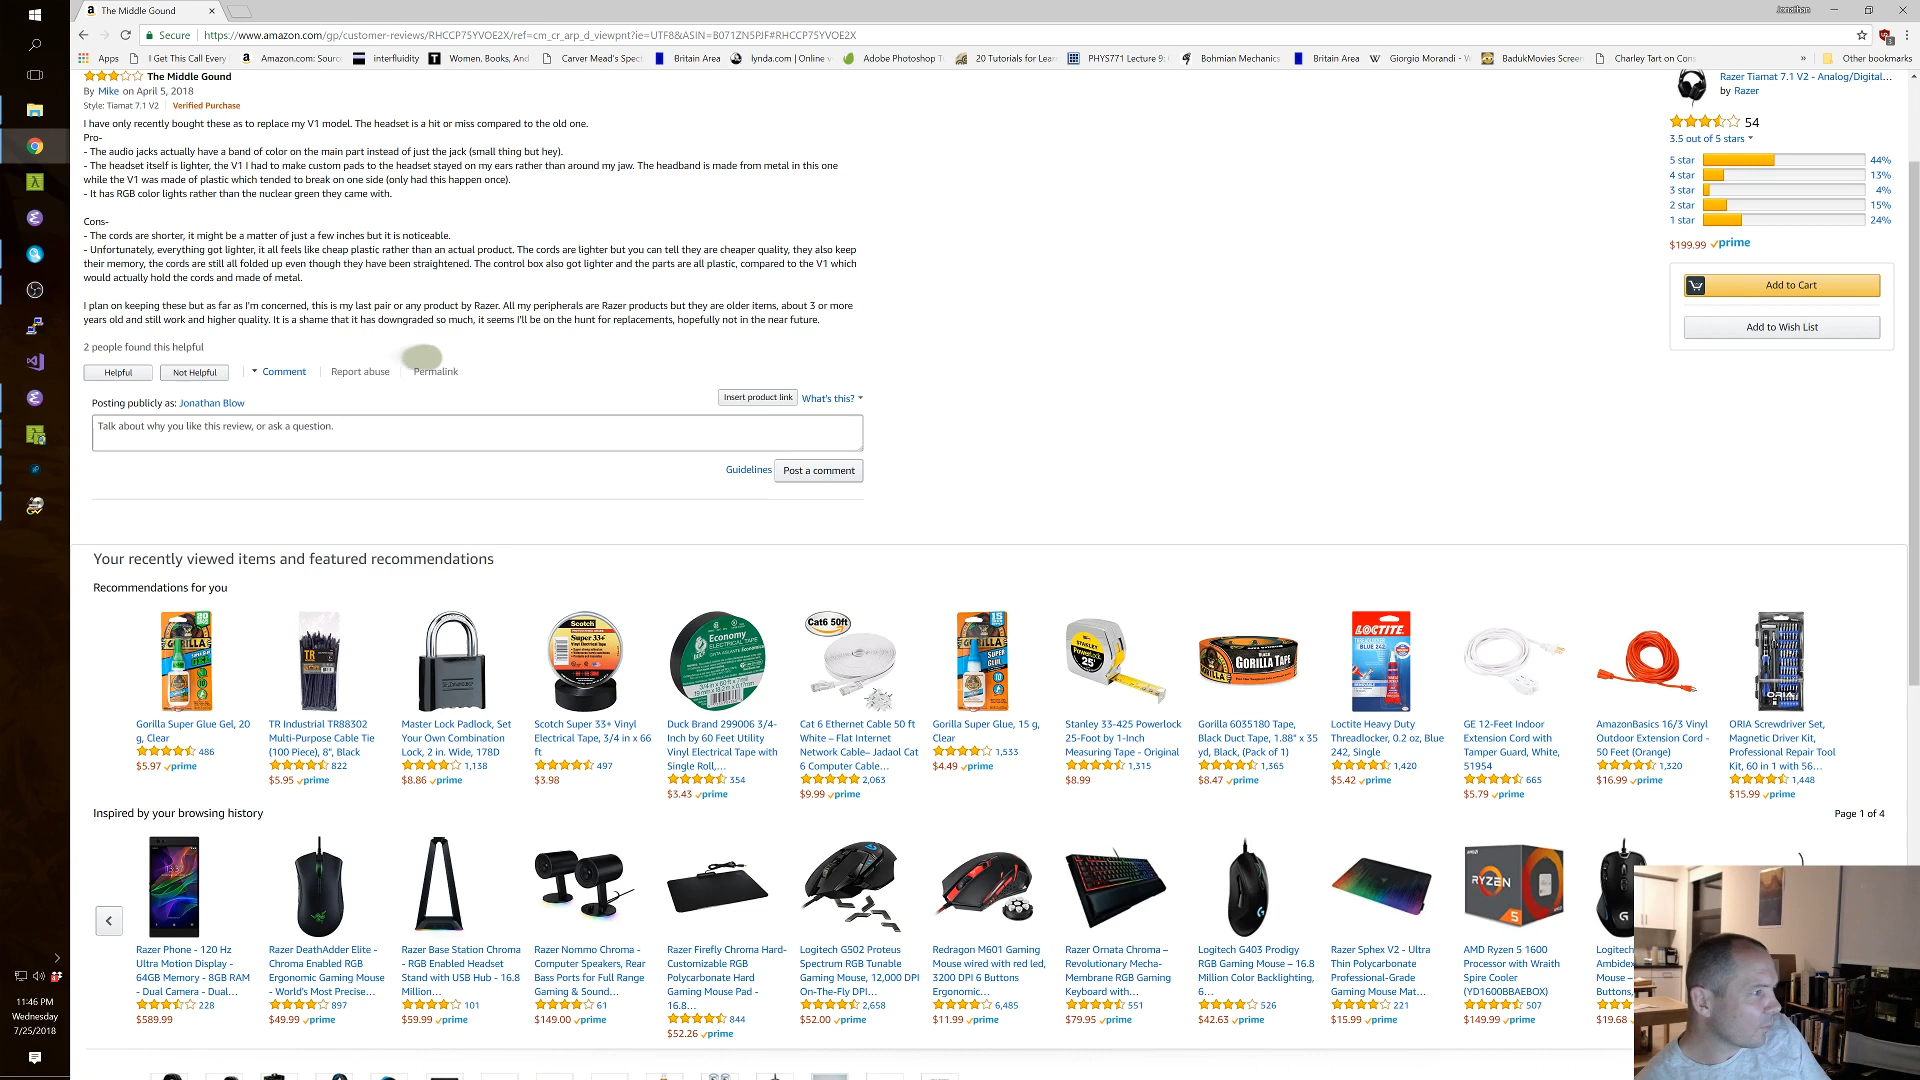 The Middle Gound
Jonathan
Secure https://www.amazon.com/gp/customer-reviews/RHCCP75YVOE2X/ref=cm_cr_arp_d_viewpnt?ie=UTF8&ASIN=B071ZN5PJF#RHCCP75YVOE2X
Apps I Get This Call Every Amazon.com: Sourc interfluidity Women, Books, And Carver Mead's Spect Britain Area lynda.com | Online v Adobe Photoshop T 20 Tutorials for Lear PHYS771 Lecture 9: Bohmian Mechanics Britain Area Giorgio Morandi - W BadukMovies Screen Charley Tart on Cons » Other bookmarks
The Middle Gound
By Mike on April 5, 2018
Style: Tiamat 7.1 V2 Verified Purchase
I have only recently bought these as to replace my V1 model. The headset is a hit or miss compared to the old one.
Pro-
- The audio jacks actually have a band of color on the main part instead of just the jack (small thing but hey).
- The headset itself is lighter, the V1 I had to make custom pads to the headset stayed on my ears rather than around my jaw. The headband is made from metal in this one
while the V1 was made of plastic which tended to break on one side (only had this happen once).
- It has RGB color lights rather than the nuclear green they came with.
Cons-
- The cords are shorter, it might be a matter of just a few inches but it is noticeable.
- Unfortunately, everything got lighter, it all feels like cheap plastic rather than an actual product. The cords are lighter but you can tell they are cheaper quality, they also keep
their memory, the cords are still all folded up even though they have been straightened. The control box also got lighter and the parts are all plastic, compared to the V1 which
would actually hold the cords and made of metal.
I plan on keeping these but as far as I'm concerned, this is my last pair or any product by Razer. All my peripherals are Razer products but they are older items, about 3 or more
years old and still work and higher quality. It is a shame that it has downgraded so much, it seems I'll be on the hunt for replacements, hopefully not in the near future.
2 people found this helpful
Helpful Not Helpful Comment Report abuse Permalink
Posting publicly as: Jonathan Blow Insert product link What's this?
Talk about why you like this review, or ask a question.
Guidelines Post a comment
Razer Tiamat 7.1 V2 - Analog/Digital...
by Razer
54
3.5 out of 5 stars
5 star 44%
4 star 13%
3 star 4%
2 star 15%
1 star 24%
$199.99 prime
Add to Cart
Add to Wish List
Your recently viewed items and featured recommendations
Recommendations for you
Gorilla Super Glue Gel, 20
g, Clear
486
$5.97 prime
TR Industrial TR88302
Multi-Purpose Cable Tie
(100 Piece), 8", Black
822
$5.95 prime
Master Lock Padlock, Set
Your Own Combination
Lock, 2 in. Wide, 178D
1,138
$8.86 prime
Scotch Super 33+ Vinyl
Electrical Tape, 3/4 in x 66
ft
497
$3.98
Duck Brand 299006 3/4-
Inch by 60 Feet Utility
Vinyl Electrical Tape with
Single Roll,...
354
$3.43 prime
Cat6 50ft
Cat 6 Ethernet Cable 50 ft
White – Flat Internet
Network Cable– Jadaol Cat
6 Computer Cable...
2,063
$9.99 prime
Gorilla Super Glue, 15 g,
Clear
1,533
$4.49 prime
Stanley 33-425 Powerlock
25-Foot by 1-Inch
Measuring Tape - Original
1,315
$8.99
Gorilla 6035180 Tape,
Black Duct Tape, 1.88" x 35
yd, Black, (Pack of 1)
1,365
$8.47 prime
Loctite Heavy Duty
Threadlocker, 0.2 oz, Blue
242, Single
1,420
$5.42 prime
GE 12-Feet Indoor
Extension Cord with
Tamper Guard, White,
51954
665
$5.79 prime
AmazonBasics 16/3 Vinyl
Outdoor Extension Cord -
50 Feet (Orange)
1,320
$16.99 prime
ORIA Screwdriver Set,
Magnetic Driver Kit,
Professional Repair Tool
Kit, 60 in 1 with 56...
1,448
$15.99 prime
Inspired by your browsing history Page 1 of 4
Razer Phone - 120 Hz
Ultra Motion Display -
64GB Memory - 8GB RAM
- Dual Camera - Dual...
228
$589.99
Razer DeathAdder Elite -
Chroma Enabled RGB
Ergonomic Gaming Mouse
- World's Most Precise...
897
$49.99 prime
Razer Base Station Chroma
- RGB Enabled Headset
Stand with USB Hub - 16.8
Million...
101
$59.99 prime
Razer Nommo Chroma -
Computer Speakers, Rear
Bass Ports for Full Range
Gaming & Sound...
61
$149.00 prime
Razer Firefly Chroma Hard-
Customizable RGB
Polycarbonate Hard
Gaming Mouse Pad -
16.8...
844
$52.26 prime
Logitech G502 Proteus
Spectrum RGB Tunable
Gaming Mouse, 12,000 DPI
On-The-Fly DPI...
2,658
$52.00 prime
Redragon M601 Gaming
Mouse wired with red led,
3200 DPI 6 Buttons
Ergonomic...
6,485
$11.99 prime
Razer Ornata Chroma –
Revolutionary Mecha-
Membrane RGB Gaming
Keyboard with...
551
$79.95 prime
Logitech G403 Prodigy
RGB Gaming Mouse – 16.8
Million Color Backlighting,
6...
526
$42.63 prime
Razer Sphex V2 - Ultra
Thin Polycarbonate
Professional-Grade
Gaming Mouse Mat...
221
$15.99 prime
RYZEN
5
AMD Ryzen 5 1600
Processor with Wraith
Spire Cooler
(YD1600BBAEBOX)
507
$149.99 prime
Logitech
Ambidex
Mouse –
Buttons,
$19.68
11:46 PM
Wednesday
7/25/2018